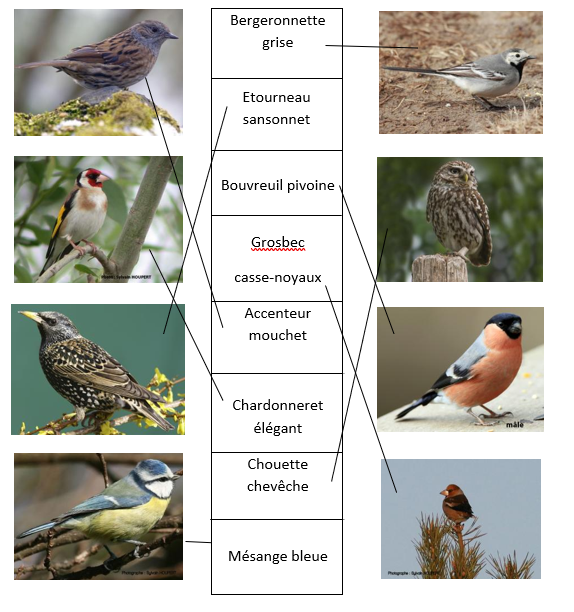 Bergeronnette
grise
Etourneau
sansonnet
Bouvreuil pivoine
Grosbec
casse-noyaux
Accenteur
mouchet
Chardonneret
élégant
Chouette
chevêche
Mésange bleue
mâle